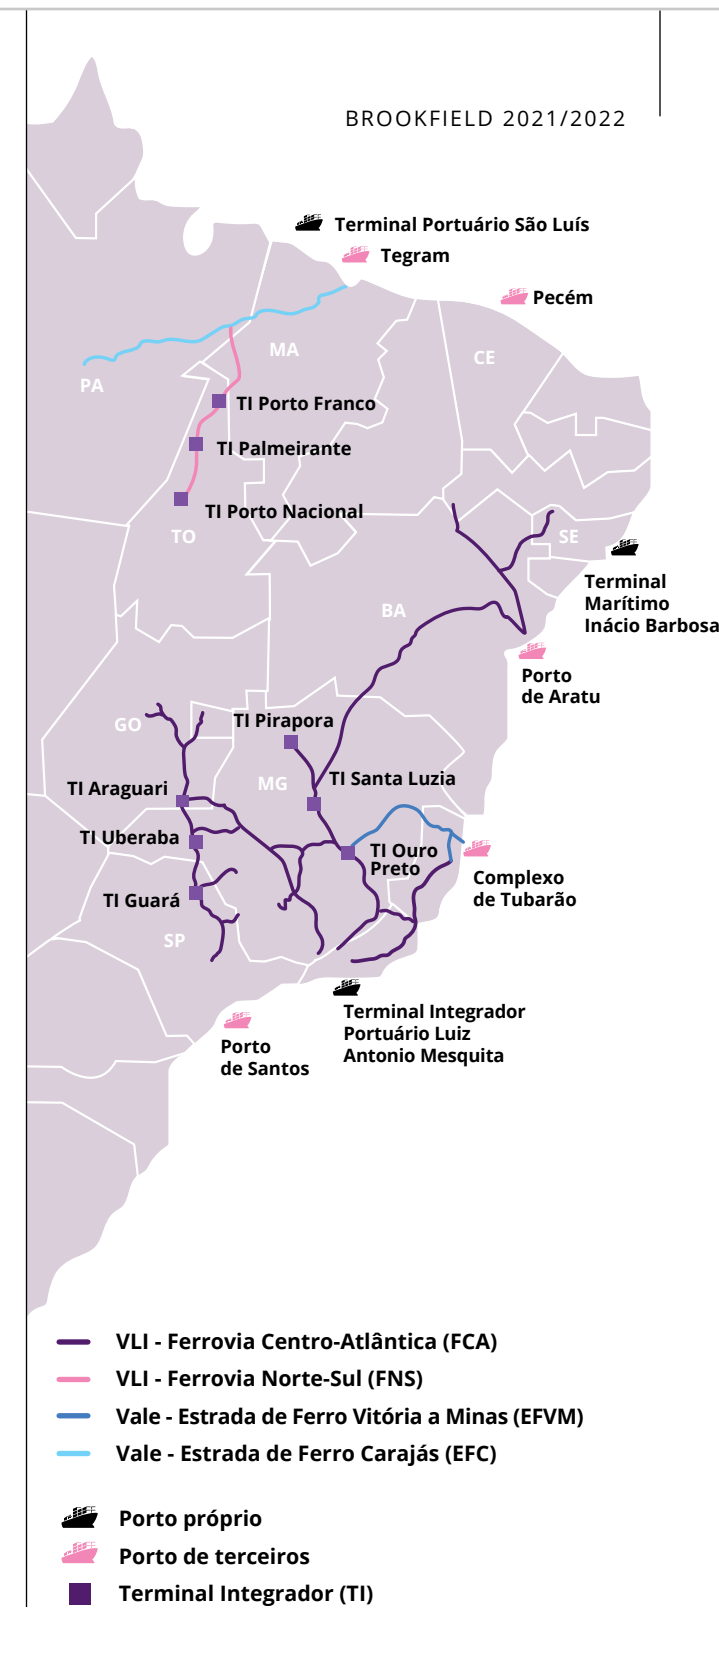 BROOKFIELD 2021/2022
Terminal Portuário São Luís
Tegram
Pecém
MA
CE
PA
TI Porto Franco
TI Palmeirante
TI Porto Nacional
TO
SE
Terminal
Marítimo
Inácio Barbosa
BA
Porto
de Aratu
GO
TI Pirapora
MG
TI Santa Luzia
TI Araguari
TI Uberaba
TI Ouro
Preto
Complexo
de Tubarão
TI Guará
SP
Terminal Integrador
Portuário Luiz
Antonio Mesquita
Porto
de Santos
VLI - Ferrovia Centro-Atlântica (FCA)
VLI - Ferrovia Norte-Sul (FNS)
Vale - Estrada de Ferro Vitória a Minas (EFVM)
Vale - Estrada de Ferro Carajás (EFC)
Porto próprio
Porto de terceiros
Terminal Integrador (TI)